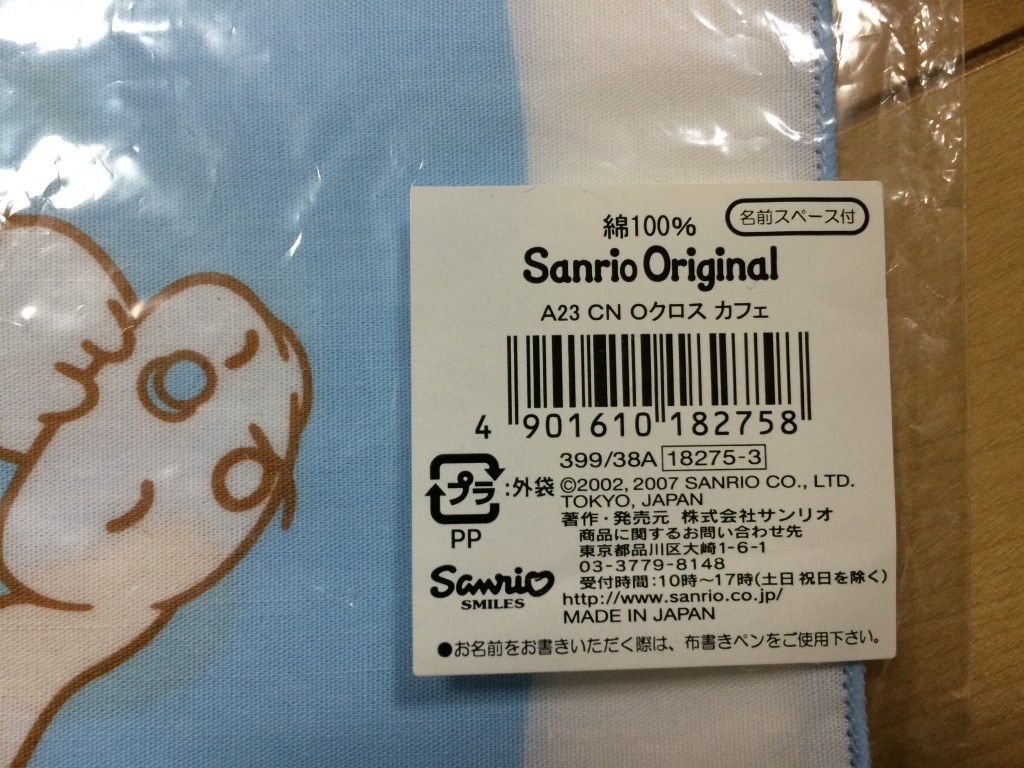 綿100%
名前スペース付
Sanrio Original
A23 CN Oクロス カフェ
4 901610 182758
399/38A 18275-3
プラ :外袋
PP
©2002, 2007 SANRIO CO., LTD.
TOKYO, JAPAN
著作・発売元 株式会社サンリオ
商品に関するお問い合わせ先
東京都品川区大崎1-6-1
03-3779-8148
受付時間:10時〜17時(土日祝日を除く)
http://www.sanrio.co.jp/
MADE IN JAPAN
Sanrio
SMILES
●お名前をお書きいただく際は、布書きペンをご使用下さい。